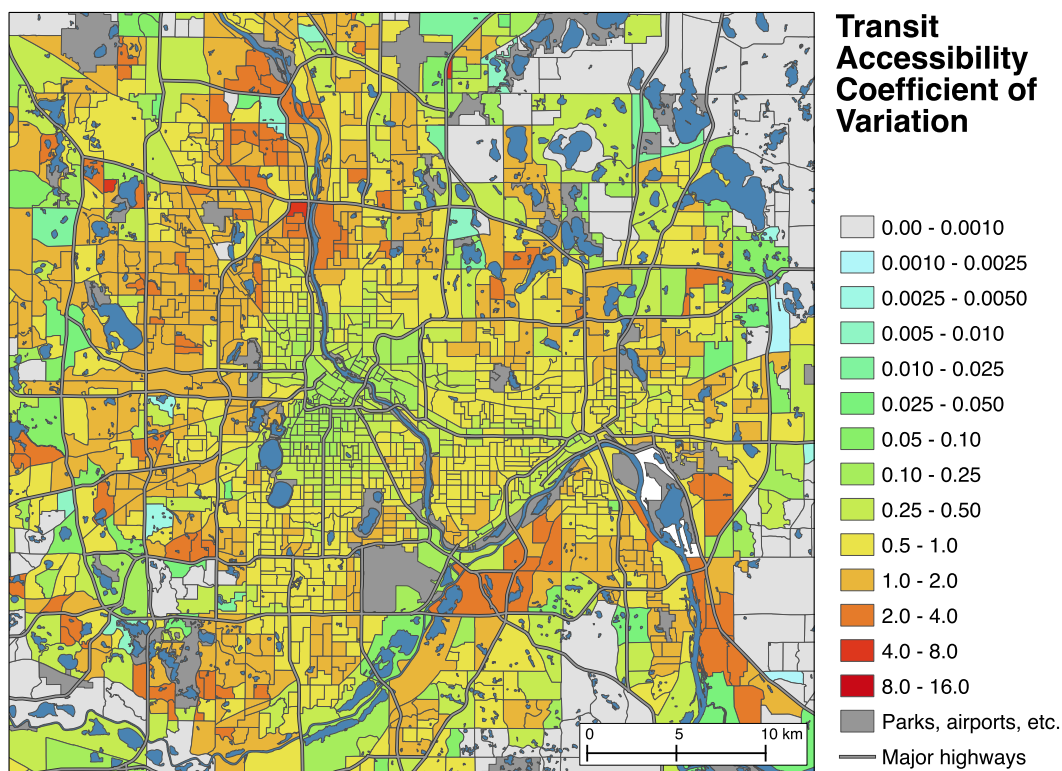 Transit
Accessibility
Coefficient of
Variation
0.00 - 0.0010
0.0010 - 0.0025
0.0025 - 0.0050
0.005 - 0.010
0.010 - 0.025
0.025 - 0.050
0.05 - 0.10
0.10 - 0.25
0.25 - 0.50
0.5 - 1.0
1.0 - 2.0
2.0 - 4.0
4.0 - 8.0
8.0 - 16.0
Parks, airports, etc.
Major highways
0 5 10 km